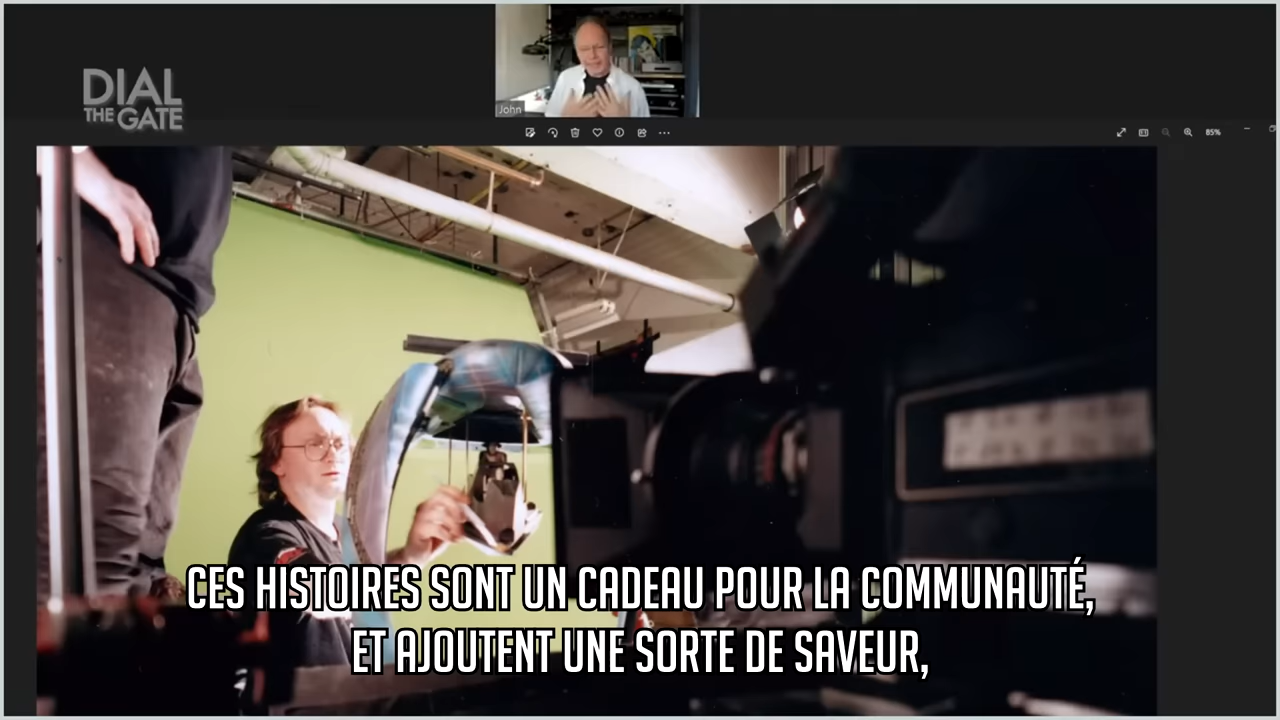 DIAL
THE GATE
John
85%
CES HISTOIRES SONT UN CADEAU POUR LA COMMUNAUTÉ,
ET AJOUTENT UNE SORTE DE SAVEUR,